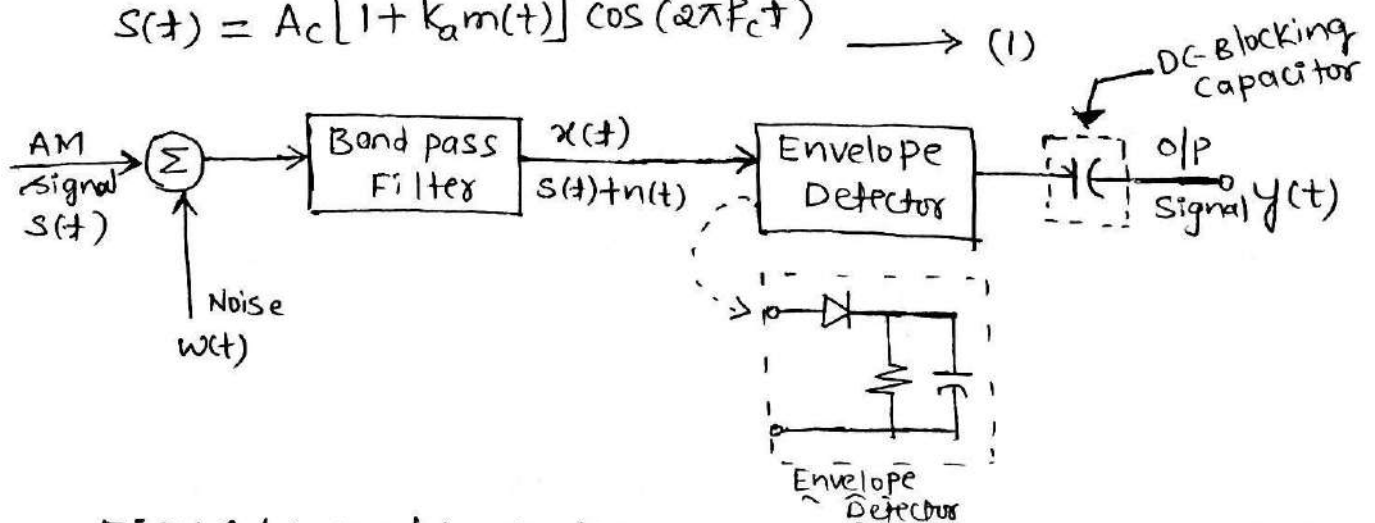 S(t) = Ac[1 + Kam(t)] cos (2πFct) ⟶ (1)
DC-Blocking
Capacitor
AM
Signal
S(t)
Σ
Noise
W(t)
Band pass
Filter
x(t)
s(t)+n(t)
Envelope
Detector
o/p
Signal y(t)
Envelope
Detector